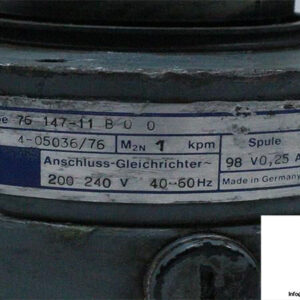 76 147-11 B 0 0
4-05036/76 M2N 1 kpm Spule
Anschluss-Gleichrichter~ 98 V0,25 A
200 240 V 40-60Hz Made in Germany